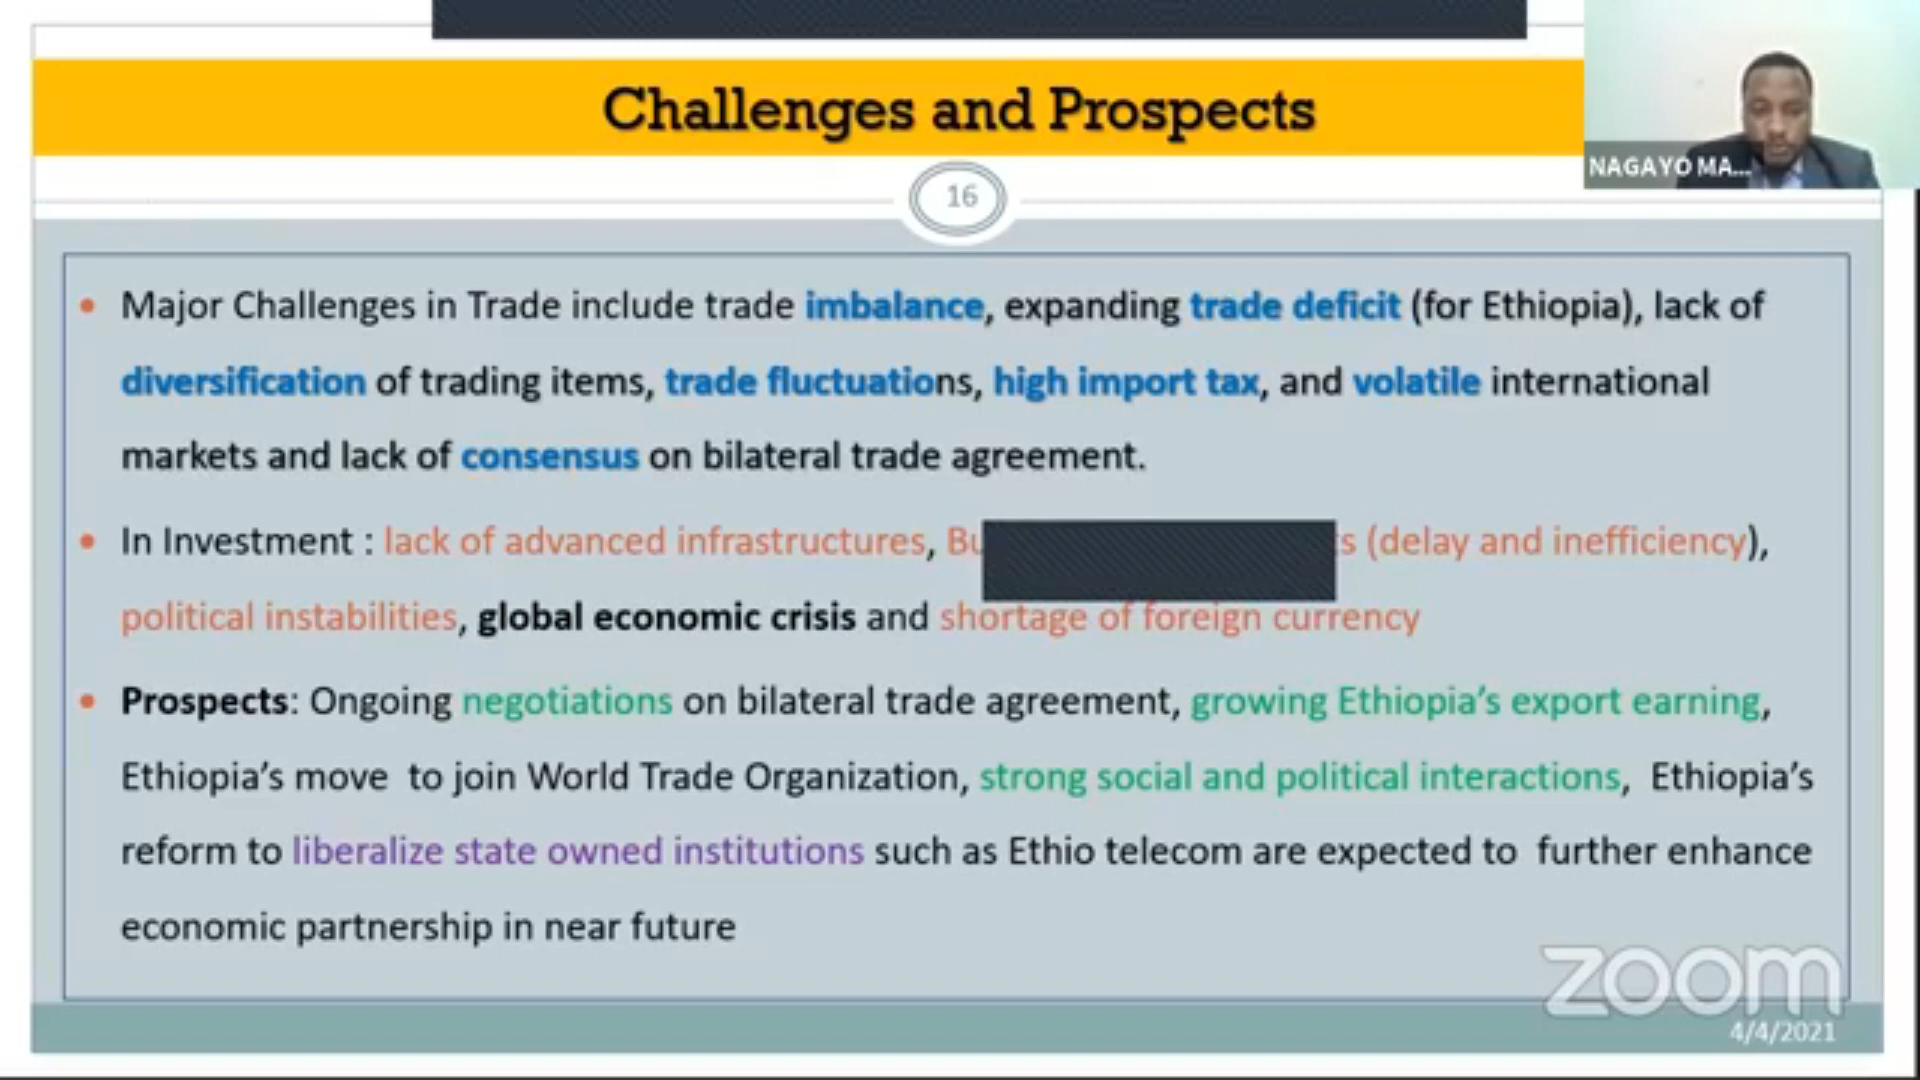 Challenges and Prospects
NAGAYO MA...
16
• Major Challenges in Trade include trade imbalance, expanding trade deficit (for Ethiopia), lack of
diversification of trading items, trade fluctuations, high import tax, and volatile international
markets and lack of consensus on bilateral trade agreement.
• In Investment : lack of advanced infrastructures, (delay and inefficiency),
political instabilities, global economic crisis and shortage of foreign currency
• Prospects: Ongoing negotiations on bilateral trade agreement, growing Ethiopia's export earning,
Ethiopia's move to join World Trade Organization, strong social and political interactions, Ethiopia's
reform to liberalize state owned institutions such as Ethio telecom are expected to further enhance
economic partnership in near future
zoom
4/4/2021